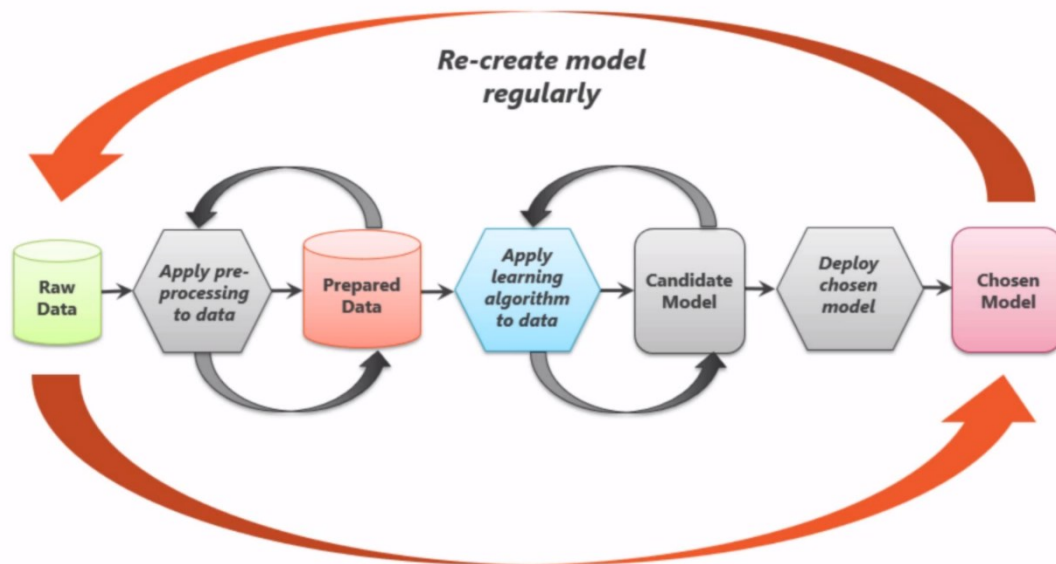 Re-create model
regularly
Raw
Data
Apply pre-
processing
to data
Prepared
Data
Apply
learning
algorithm
to data
Candidate
Model
Deploy
chosen
model
Chosen
Model